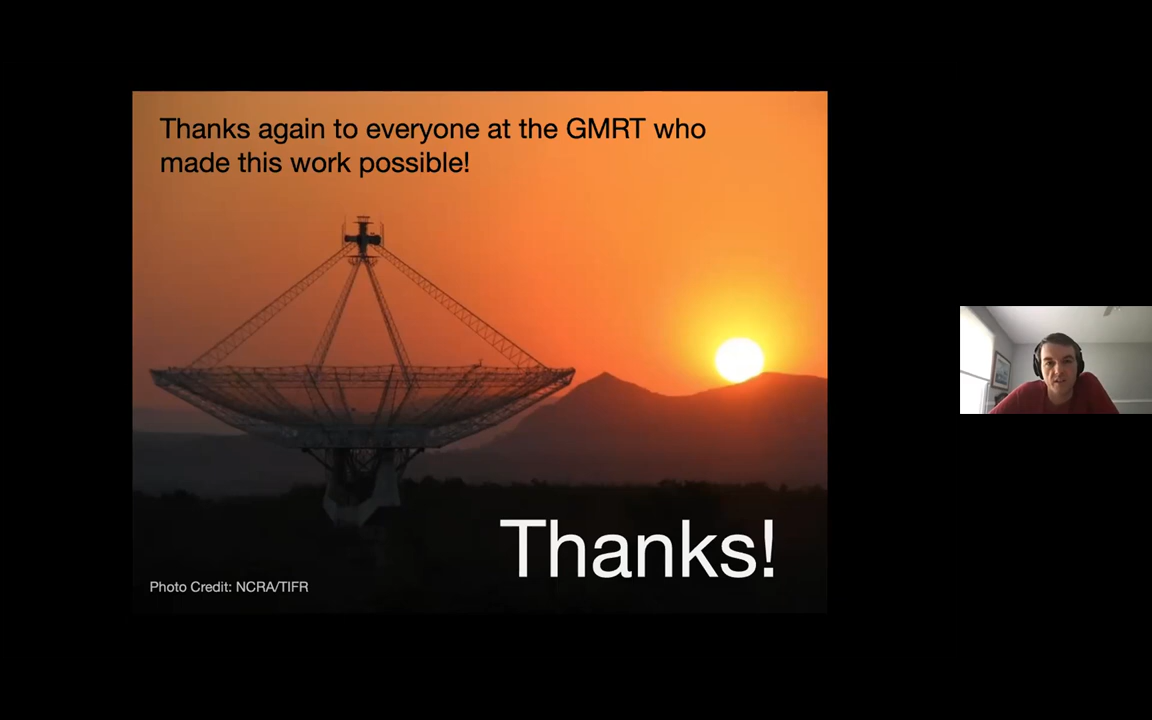 Thanks again to everyone at the GMRT who
made this work possible!
Thanks!
Photo Credit: NCRA/TIFR